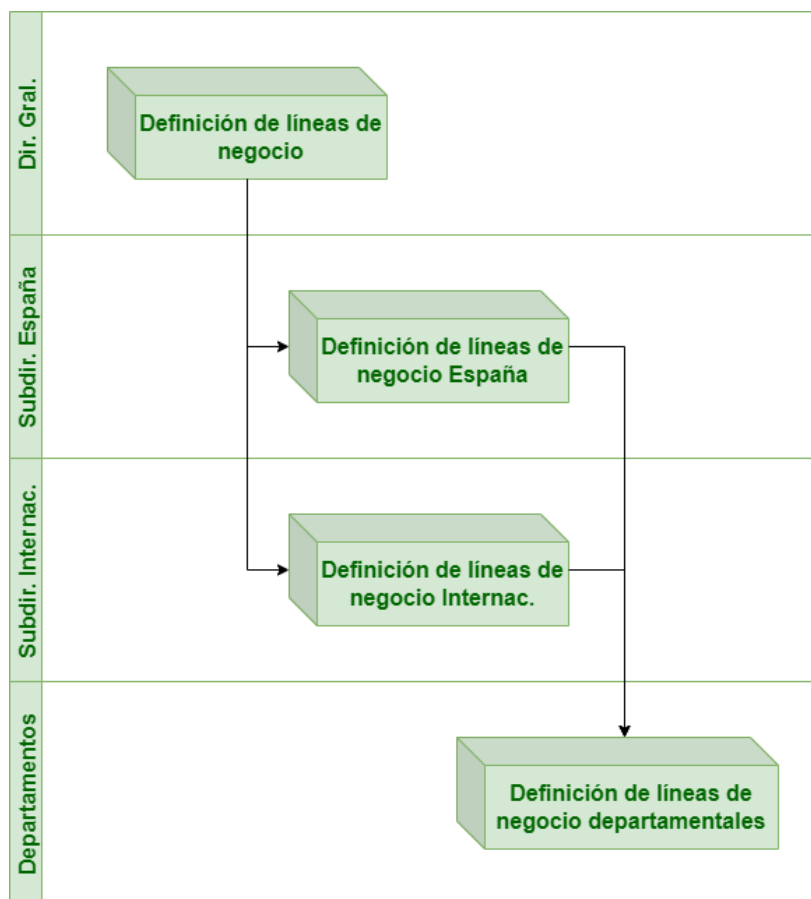 Dir. Gral.
Definición de líneas de
negocio
Subdir. España
Definición de líneas de
negocio España
Subdir. Internac.
Definición de líneas de
negocio Internac.
Departamentos
Definición de líneas de
negocio departamentales